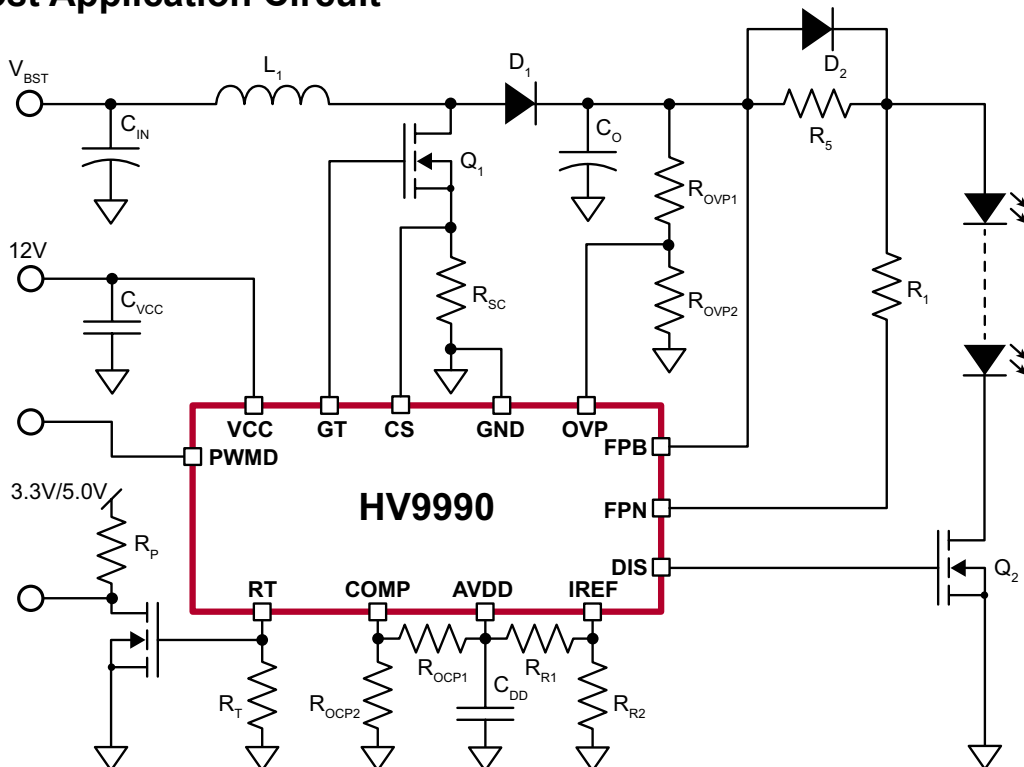 Application Circuit
D2
L1
D1
VBST
CIN
CO
R5
Q1
ROVP1
12V
CVCC
RSC
ROVP2
R1
VCC
GT
CS
GND
OVP
PWMD
FPB
3.3V/5.0V
HV9990
FPN
RP
DIS
Q2
RT
COMP
AVDD
IREF
ROCP1
RR1
CDD
RT
ROCP2
RR2